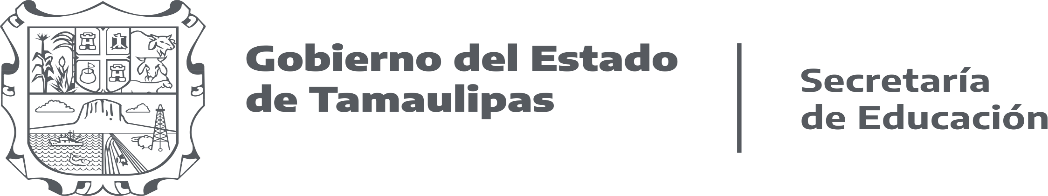 Gobierno del Estado
de Tamaulipas
Secretaría
de Educación